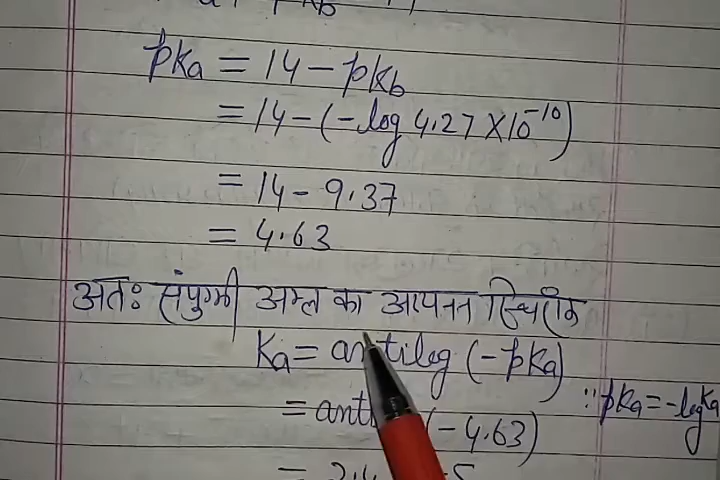 pKa = 14 - pKb
= 14 - (-log 4.27 × 10⁻¹⁰)
= 14 - 9.37
= 4.63
अतः संयुग्मी अम्ल का आयनन स्थिरांक
Ka = antilog (-pKa)
∵ pKa = -log Ka
= (-4.63)
=